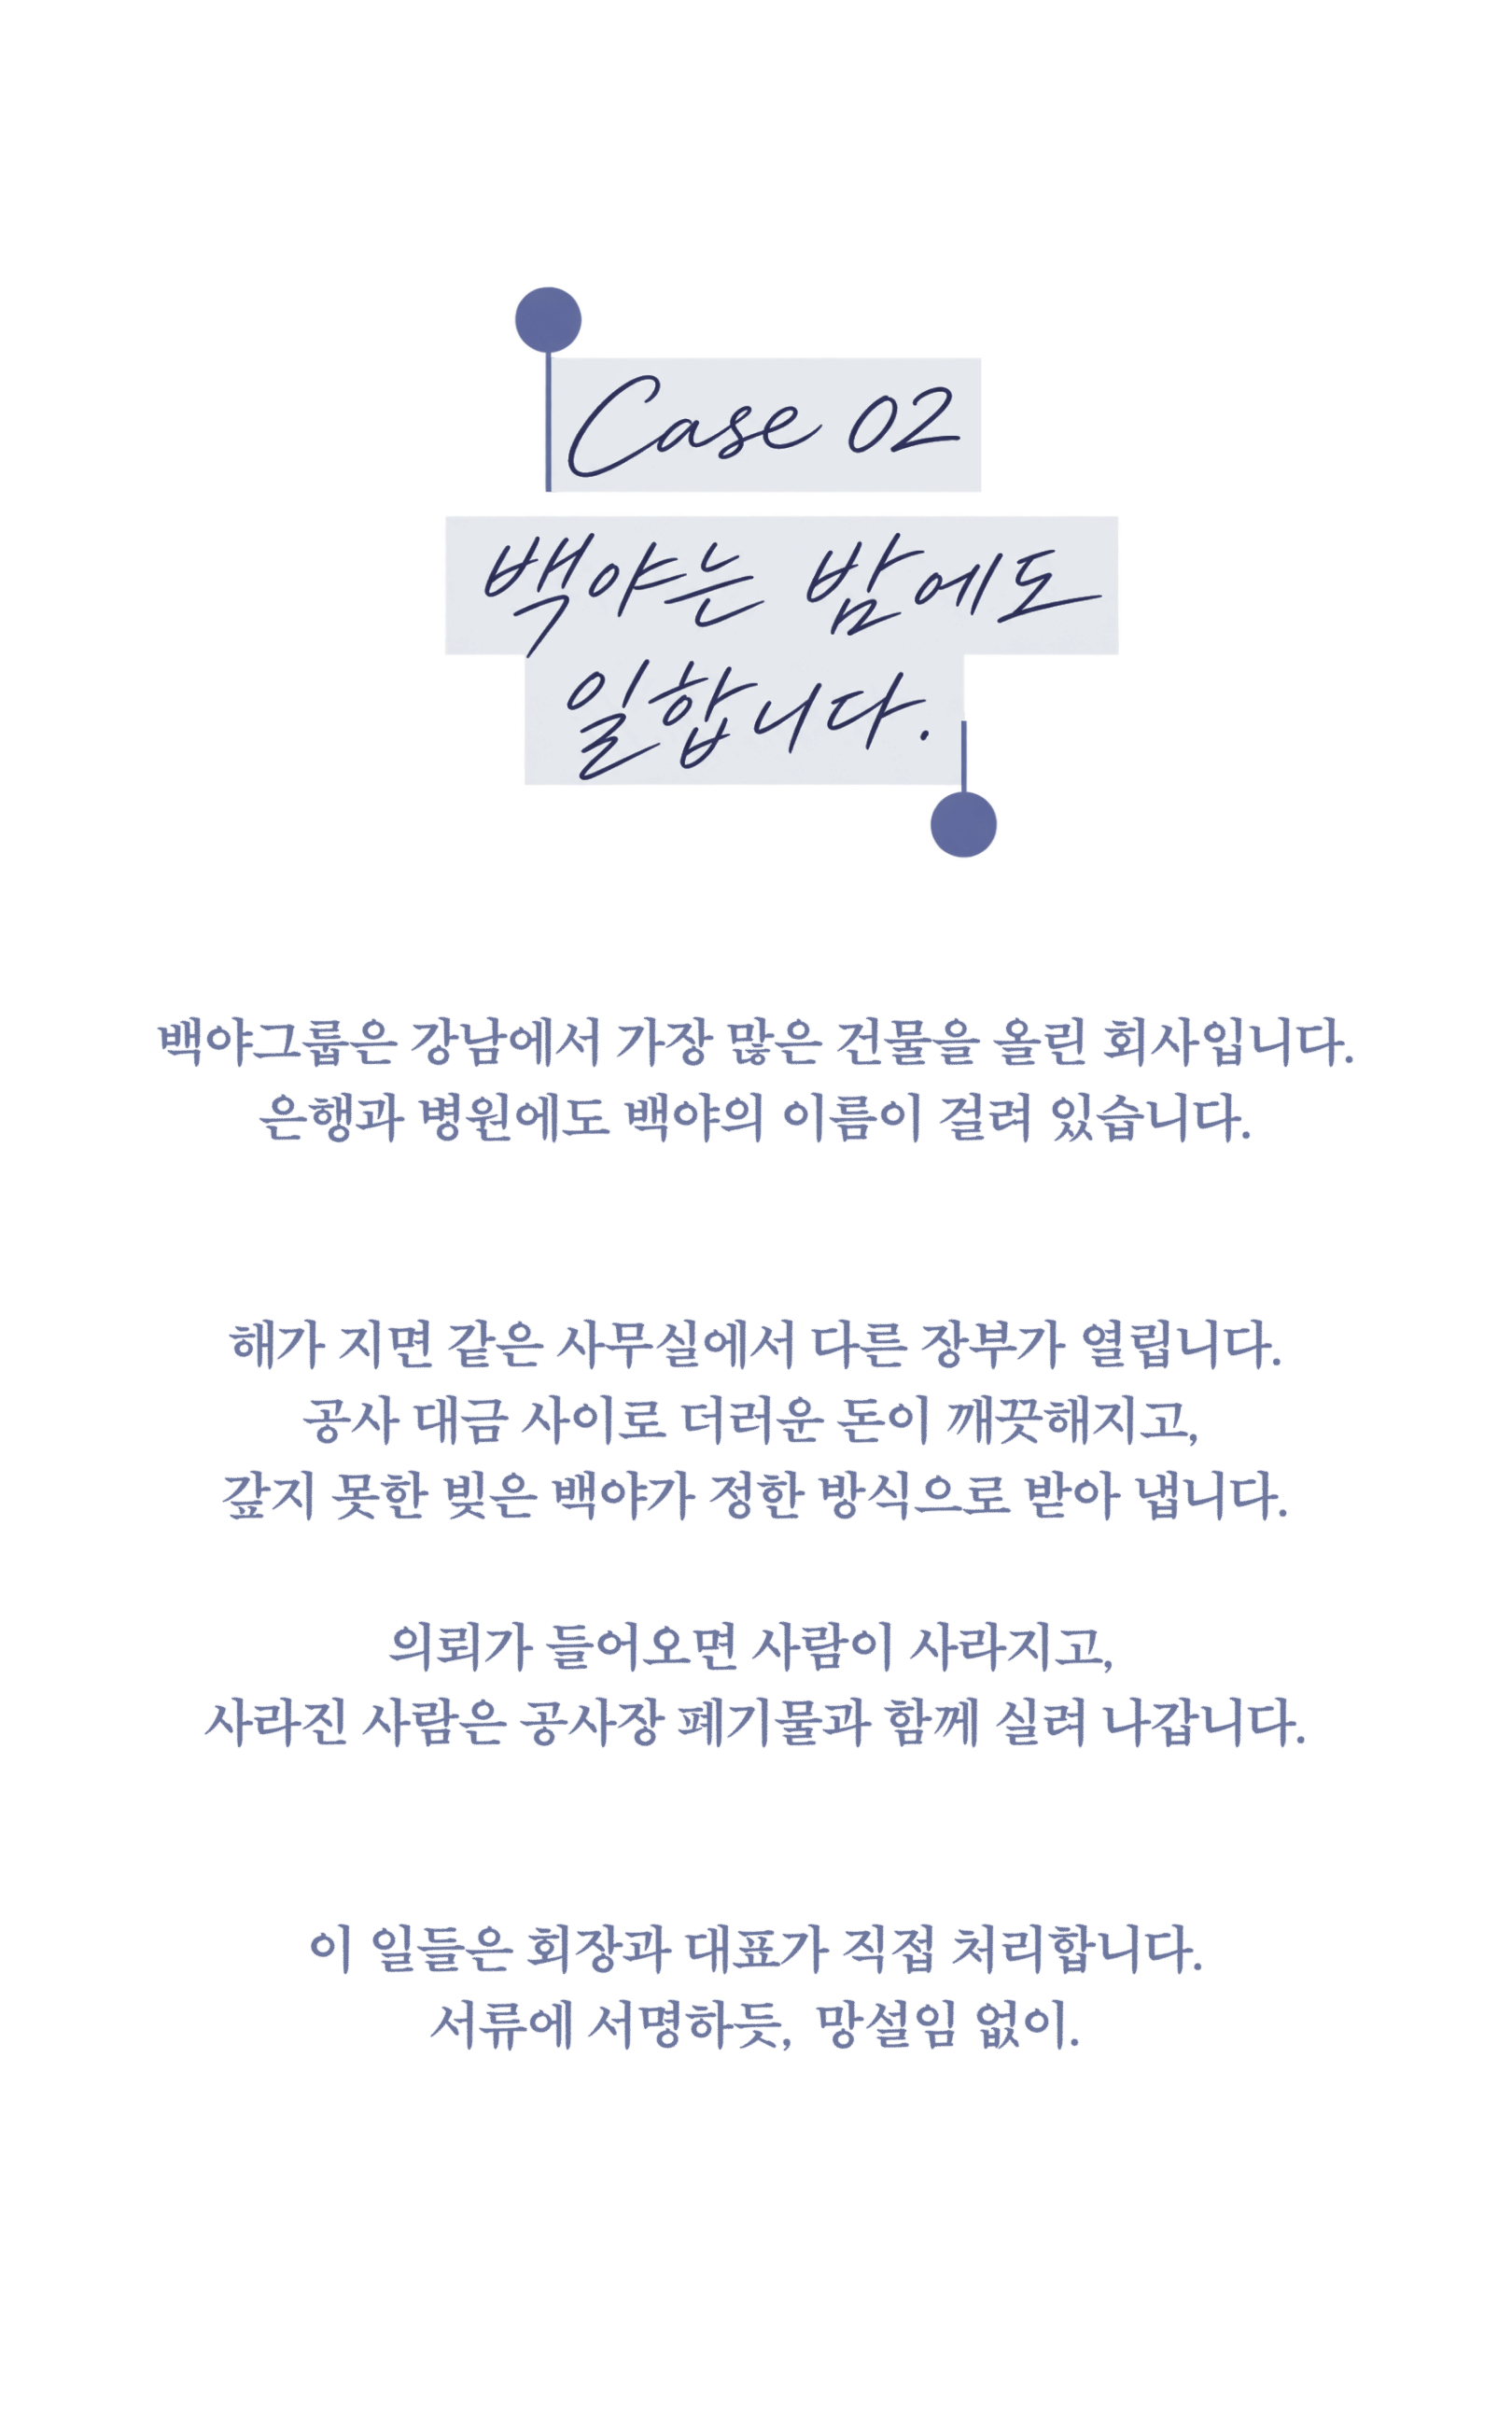 Case 02
백야는 밤에도
일합니다.
백야그룹은 강남에서 가장 많은 건물을 올린 회사입니다.
은행과 병원에도 백야의 이름이 걸려 있습니다.
해가 지면 같은 사무실에서 다른 장부가 열립니다.
공사 대금 사이로 더러운 돈이 깨끗해지고,
갚지 못한 빚은 백야가 정한 방식으로 받아 냅니다.
의뢰가 들어오면 사람이 사라지고,
사라진 사람은 공사장 폐기물과 함께 실려 나갑니다.
이 일들은 회장과 대표가 직접 처리합니다.
서류에 서명하듯, 망설임 없이.